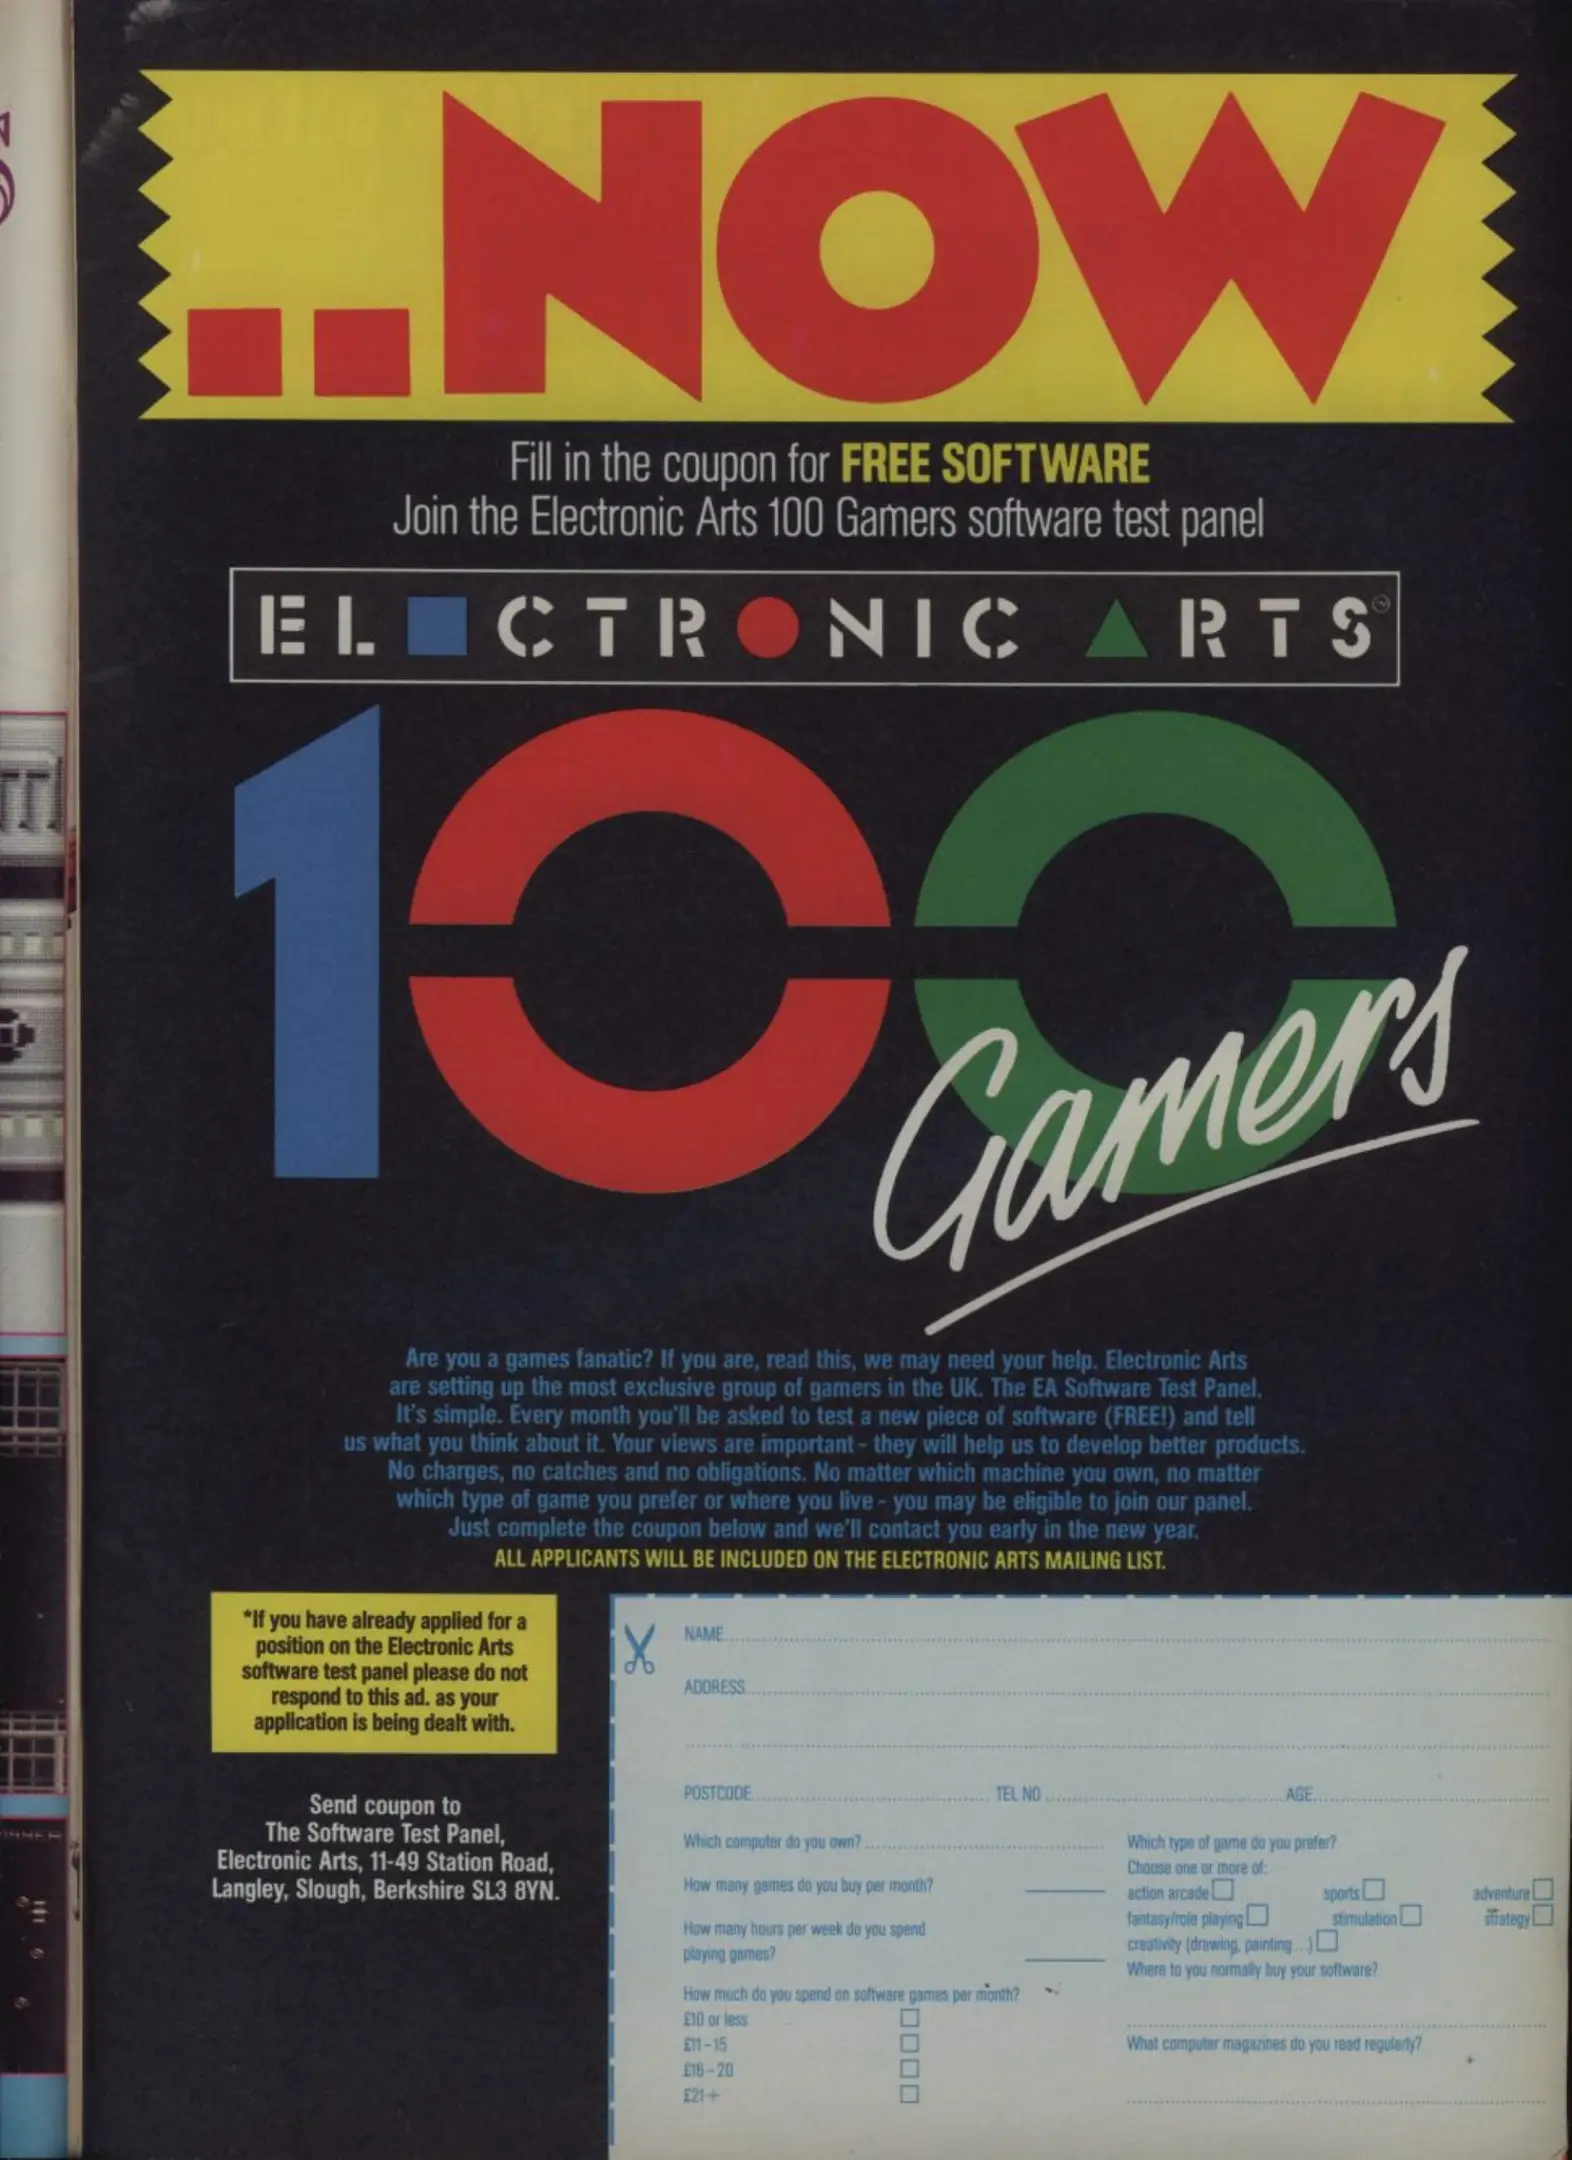 ..NOW
Fill in the coupon for FREE SOFTWARE
Join the Electronic Arts 100 Gamers software test panel
ELECTRONIC ARTS
100
Gamers
Are you a games fanatic? If you are, read this, we may need your help. Electronic Arts
are setting up the most exclusive group of gamers in the UK. The EA Software Test Panel.
It's simple. Every month you'll be asked to test a new piece of software (FREE!) and tell
us what you think about it. Your views are important - they will help us to develop better products.
No charges, no catches and no obligations. No matter which machine you own, no matter
which type of game you prefer or where you live - you may be eligible to join our panel.
Just complete the coupon below and we'll contact you early in the new year.
ALL APPLICANTS WILL BE INCLUDED ON THE ELECTRONIC ARTS MAILING LIST.
*If you have already applied for a
position on the Electronic Arts
software test panel please do not
respond to this ad. as your
application is being dealt with.
Send coupon to
The Software Test Panel,
Electronic Arts, 11-49 Station Road,
Langley, Slough, Berkshire SL3 8YN.
NAME
ADDRESS
POSTCODE TEL NO AGE
Which computer do you own?
How many games do you buy per month?
How many hours per week do you spend
playing games?
How much do you spend on software games per month?
£10 or less
£11-15
£16-20
£21+
Which type of game do you prefer?
Choose one or more of:
action arcade sports adventure
fantasy/role playing stimulation strategy
creativity (drawing, painting...)
Where to you normally buy your software?
What computer magazines do you read regularly?